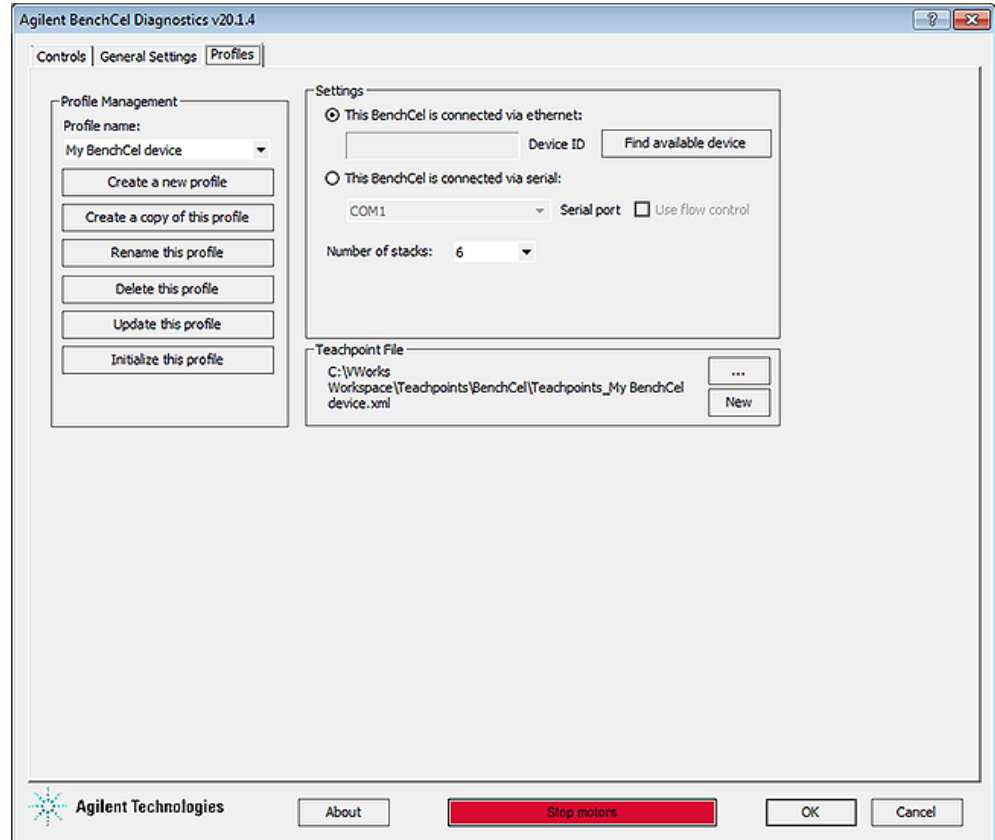 Agilent BenchCel Diagnostics v20.1.4
?
Controls
General Settings
Profiles
Profile Management
Profile name:
My BenchCel device
Create a new profile
Create a copy of this profile
Rename this profile
Delete this profile
Update this profile
Initialize this profile
Settings
This BenchCel is connected via ethernet:
Device ID
Find available device
This BenchCel is connected via serial:
COM1
Serial port
Use flow control
Number of stacks:
6
Teachpoint File
C:\VWorks
Workspace\Teachpoints\BenchCel\Teachpoints_My BenchCel
device.xml
...
New
Agilent Technologies
About
Stop motors
OK
Cancel